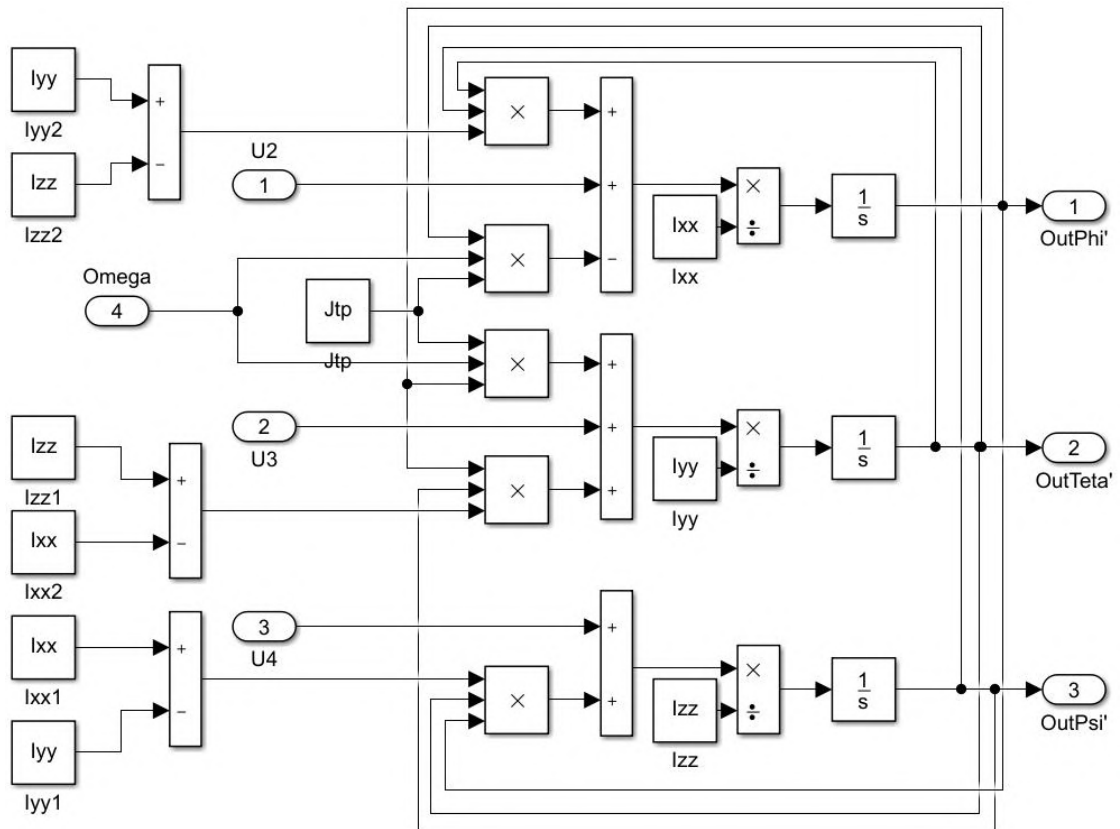 Iyy
Iyy2
Izz
Izz2
+
−
U2
1
×
+
+
−
×
Omega
4
Jtp
Jtp
Ixx
Ixx
×
÷
1
s
1
OutPhi'
×
+
+
+
2
U3
×
Izz
Izz1
Ixx
Ixx2
+
−
Iyy
Iyy
×
÷
1
s
2
OutTeta'
Ixx
Ixx1
Iyy
Iyy1
+
−
3
U4
×
+
+
Izz
Izz
×
÷
1
s
3
OutPsi'